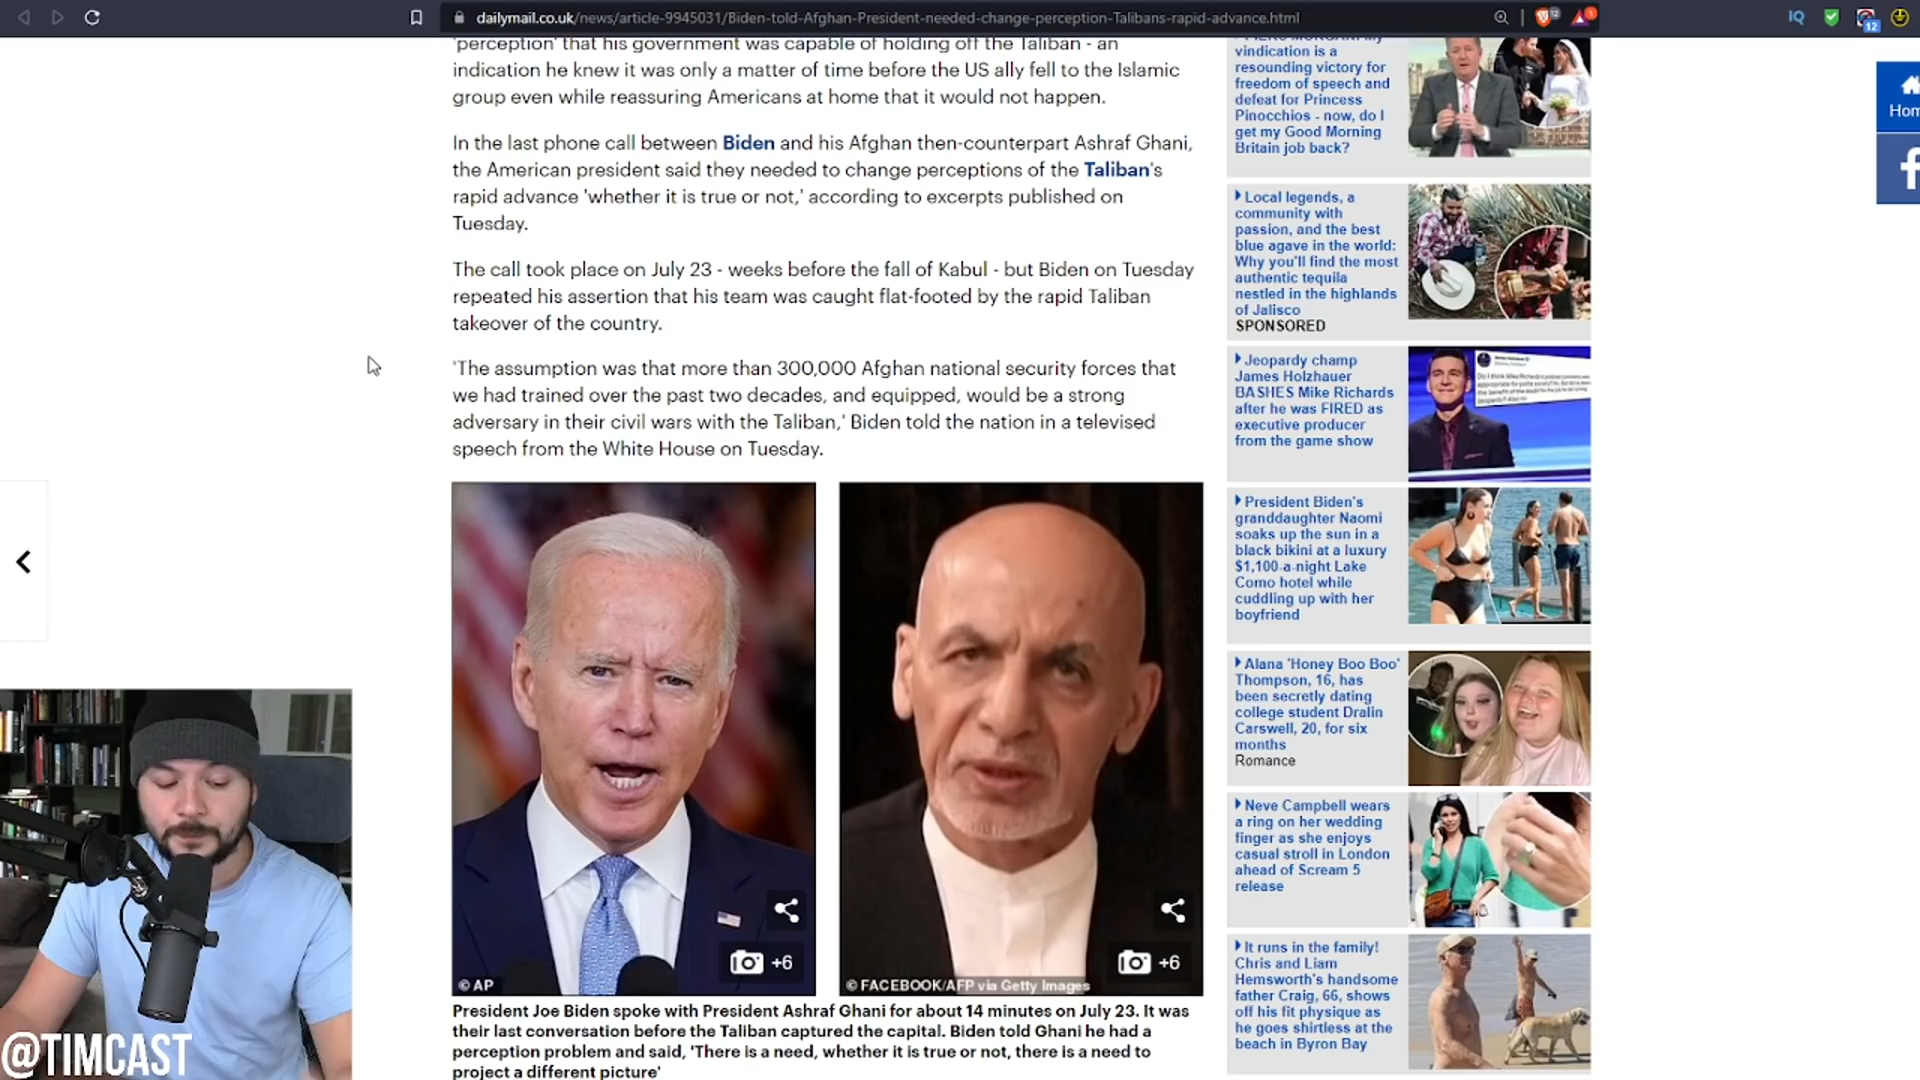 dailymail.co.uk/news/article-9945031/Biden-told-Afghan-President-needed-change-perception-Talibans-rapid-advance.html
IQ
12
'perception' that his government was capable of holding off the Taliban - an
indication he knew it was only a matter of time before the US ally fell to the Islamic
group even while reassuring Americans at home that it would not happen.
In the last phone call between Biden and his Afghan then-counterpart Ashraf Ghani,
the American president said they needed to change perceptions of the Taliban's
rapid advance 'whether it is true or not,' according to excerpts published on
Tuesday.
The call took place on July 23 - weeks before the fall of Kabul - but Biden on Tuesday
repeated his assertion that his team was caught flat-footed by the rapid Taliban
takeover of the country.
'The assumption was that more than 300,000 Afghan national security forces that
we had trained over the past two decades, and equipped, would be a strong
adversary in their civil wars with the Taliban,' Biden told the nation in a televised
speech from the White House on Tuesday.
+6
© AP
+6
© FACEBOOK/AFP via Getty Images
President Joe Biden spoke with President Ashraf Ghani for about 14 minutes on July 23. It was
their last conversation before the Taliban captured the capital. Biden told Ghani he had a
perception problem and said, 'There is a need, whether it is true or not, there is a need to
project a different picture'
vindication is a
resounding victory for
freedom of speech and
defeat for Princess
Pinocchios - now, do I
get my Good Morning
Britain job back?
Local legends, a
community with
passion, and the best
blue agave in the world:
Why you'll find the most
authentic tequila
nestled in the highlands
of Jalisco
SPONSORED
Jeopardy champ
James Holzhauer
BASHES Mike Richards
after he was FIRED as
executive producer
from the game show
President Biden's
granddaughter Naomi
soaks up the sun in a
black bikini at a luxury
$1,100-a-night Lake
Como hotel while
cuddling up with her
boyfriend
Alana 'Honey Boo Boo'
Thompson, 16, has
been secretly dating
college student Dralin
Carswell, 20, for six
months
Romance
Neve Campbell wears
a ring on her wedding
finger as she enjoys
casual stroll in London
ahead of Scream 5
release
It runs in the family!
Chris and Liam
Hemsworth's handsome
father Craig, 66, shows
off his fit physique as
he goes shirtless at the
beach in Byron Bay
Hom
f
@TIMCAST